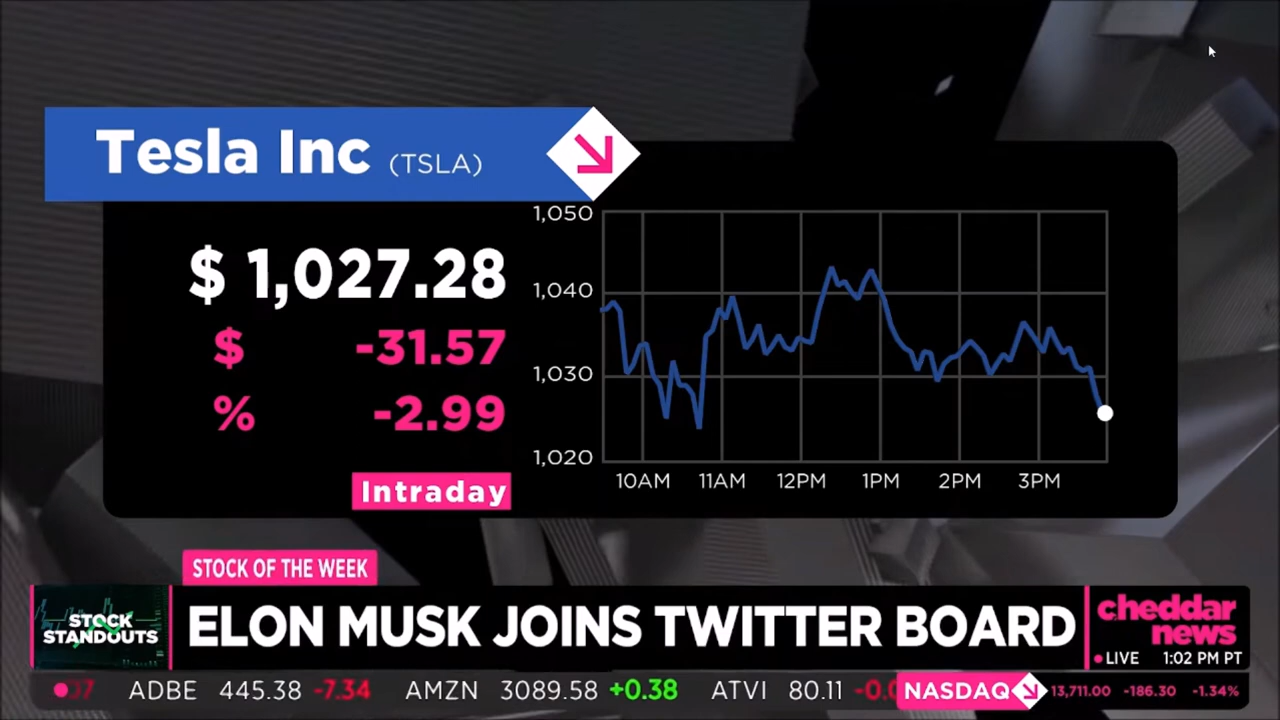 Tesla Inc (TSLA)
$ 1,027.28
$ -31.57
% -2.99
Intraday
1,050
1,040
1,030
1,020
10AM 11AM 12PM 1PM 2PM 3PM
STOCK OF THE WEEK
STOCK
STANDOUTS
ELON MUSK JOINS TWITTER BOARD
cheddar
news
LIVE 1:02 PM PT
ADBE 445.38 -7.34 AMZN 3089.58 +0.38 ATVI 80.11 NASDAQ 13,711.00 -186.30 -1.34%